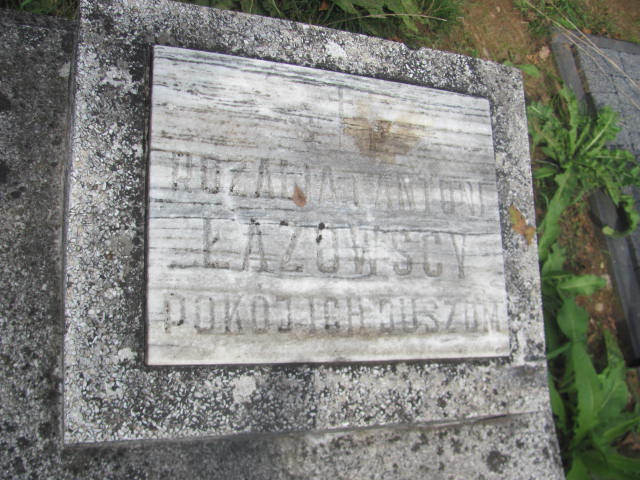 ROZALIA I ANTONI
ŁAZOWSCY
POKÓJ ICH DUSZOM